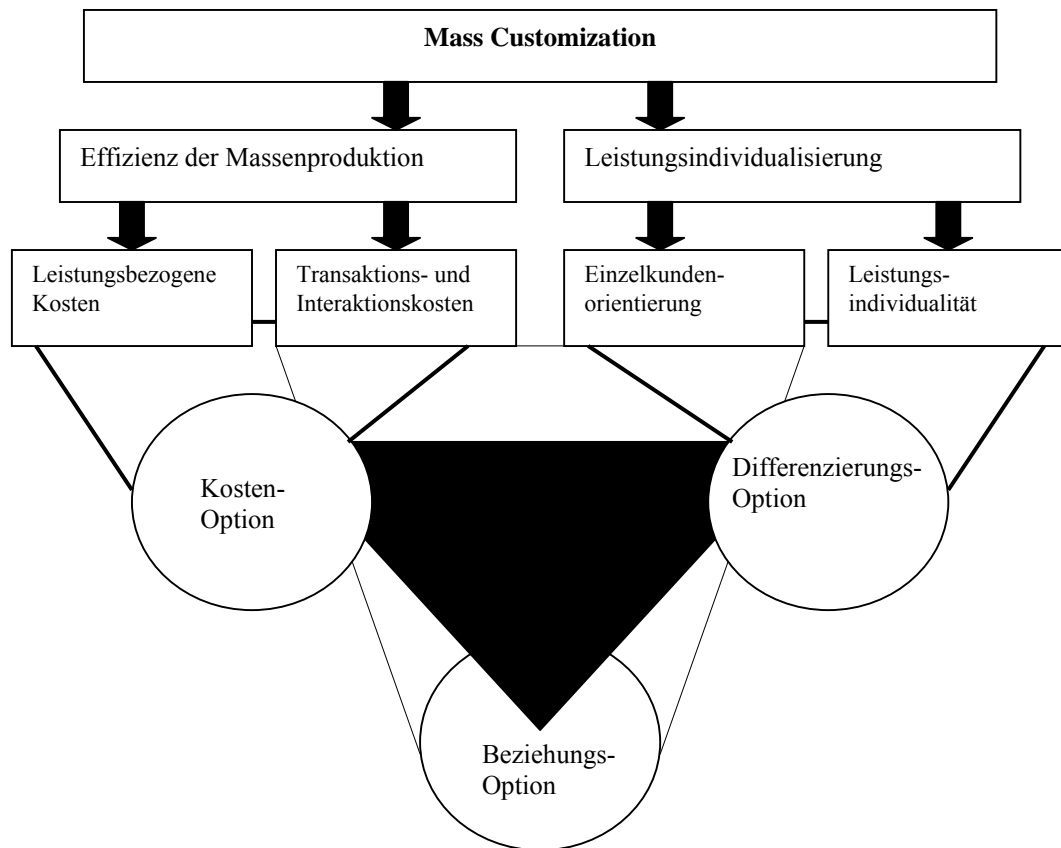 Mass Customization
Effizienz der Massenproduktion
Leistungsindividualisierung
Leistungsbezogene
Kosten
Transaktions- und
Interaktionskosten
Einzelkunden-
orientierung
Leistungs-
individualität
Kosten-
Option
Differenzierungs-
Option
Beziehungs-
Option